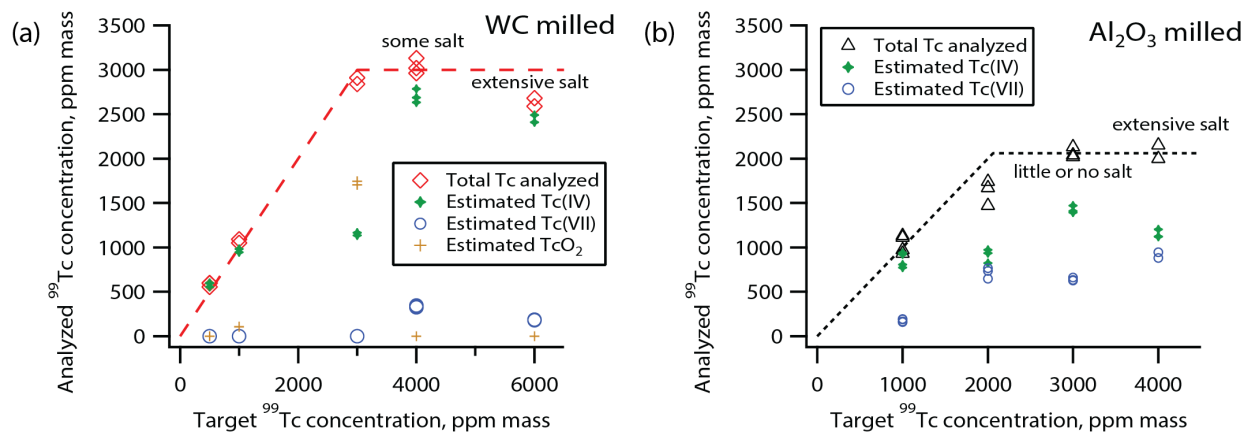 (a)
WC milled
3500
3000
2500
2000
1500
1000
500
0
0
2000
4000
6000
Analyzed ⁹⁹Tc concentration, ppm mass
Target ⁹⁹Tc concentration, ppm mass
some salt
extensive salt
Total Tc analyzed
Estimated Tc(IV)
Estimated Tc(VII)
Estimated TcO₂
(b)
Al₂O₃ milled
3500
3000
2500
2000
1500
1000
500
0
0
1000
2000
3000
4000
Analyzed ⁹⁹Tc concentration, ppm mass
Target ⁹⁹Tc concentration, ppm mass
Total Tc analyzed
Estimated Tc(IV)
Estimated Tc(VII)
extensive salt
little or no salt